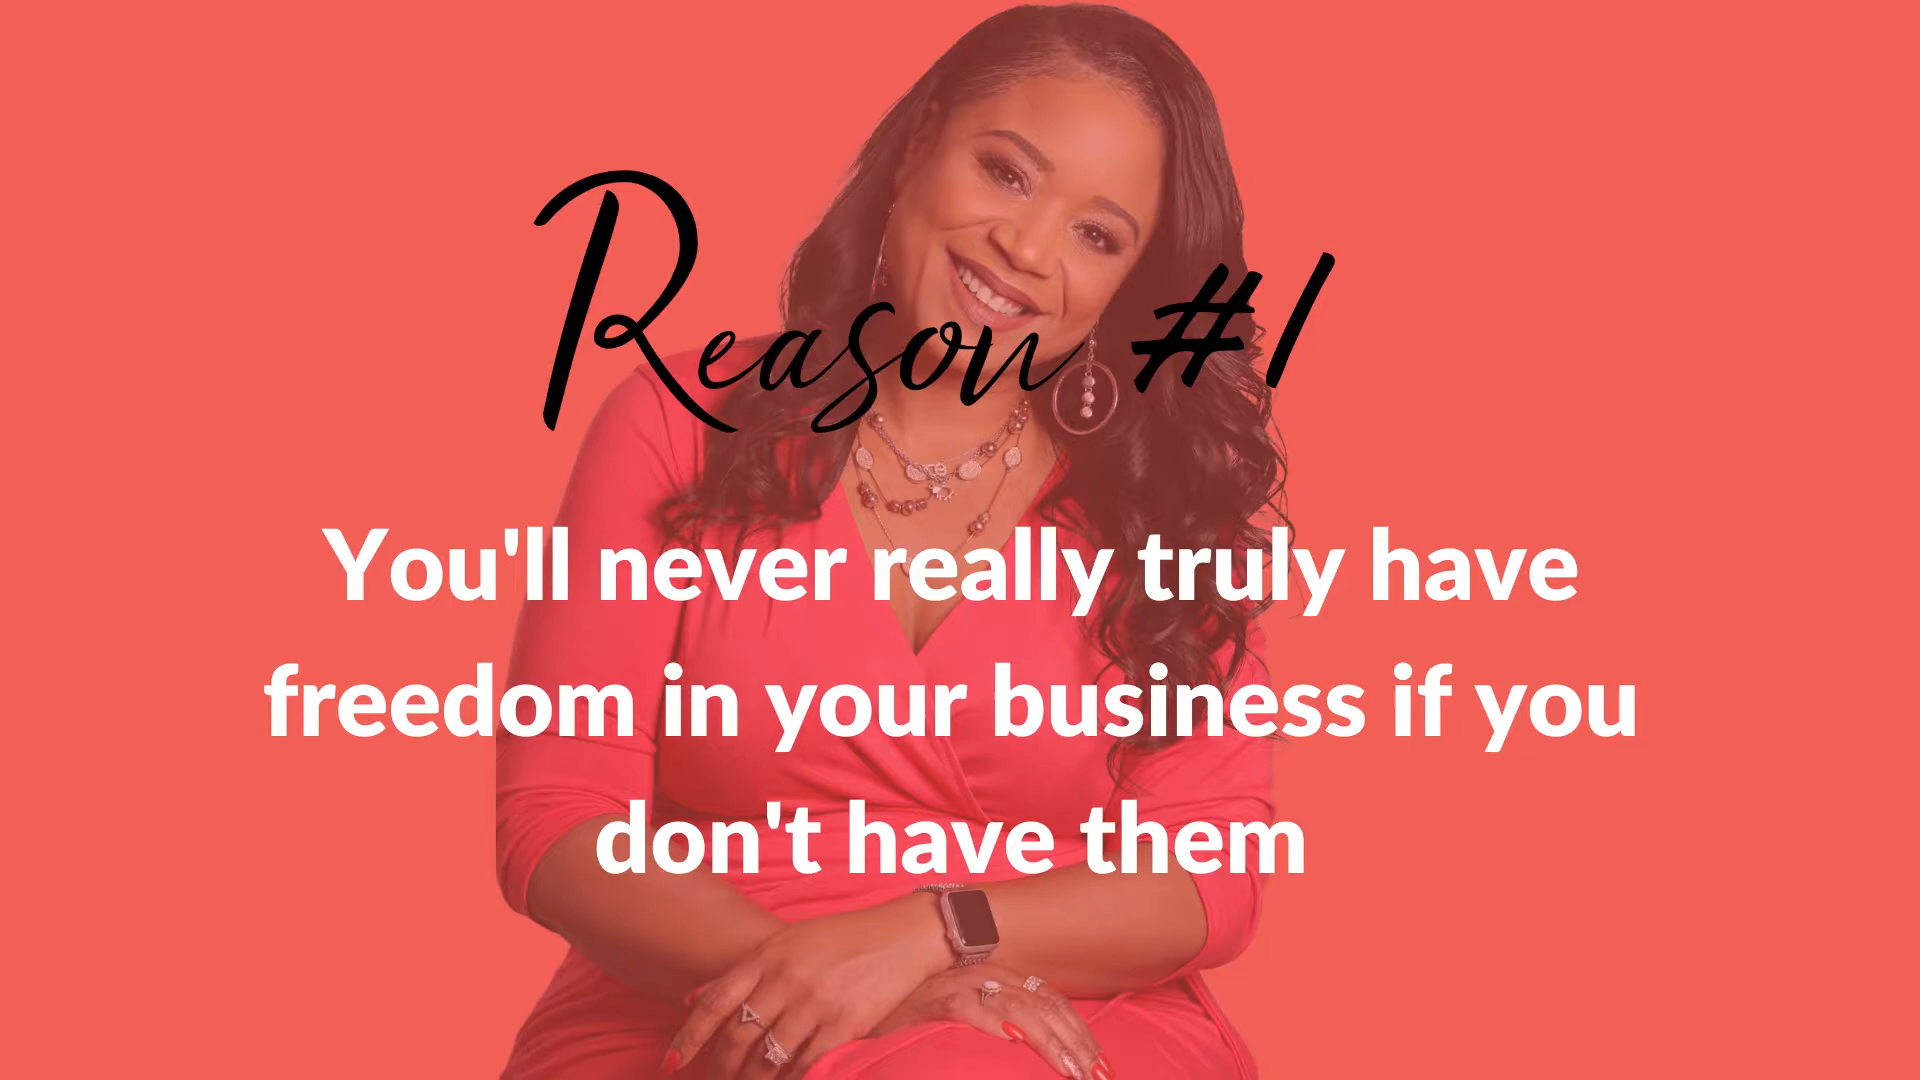 Reason #1
You'll never really truly have
freedom in your business if you
don't have them